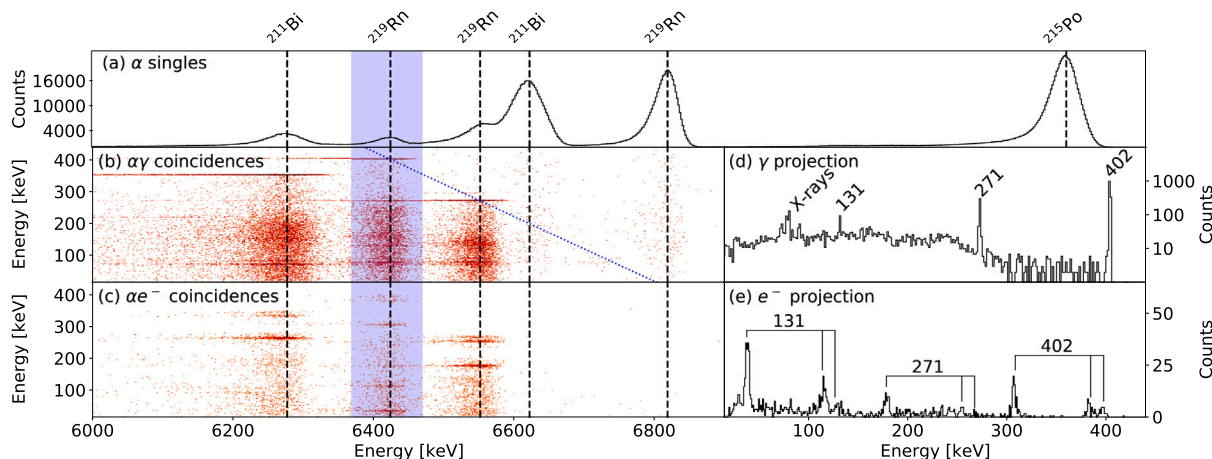 ²¹¹Bi ²¹⁹Rn ²¹⁹Rn ²¹¹Bi ²¹⁹Rn ²¹⁵Po
(a) α singles
Counts
16000
10000
4000
(b) αγ coincidences
Energy [keV]
400
300
200
100
(c) αe⁻ coincidences
Energy [keV]
400
300
200
100
6000 6200 6400 6600 6800
Energy [keV]
(d) γ projection
X-rays 131 271 402
1000
100
10
Counts
(e) e⁻ projection
131 271 402
50
25
0
Counts
100 200 300 400
Energy [keV]